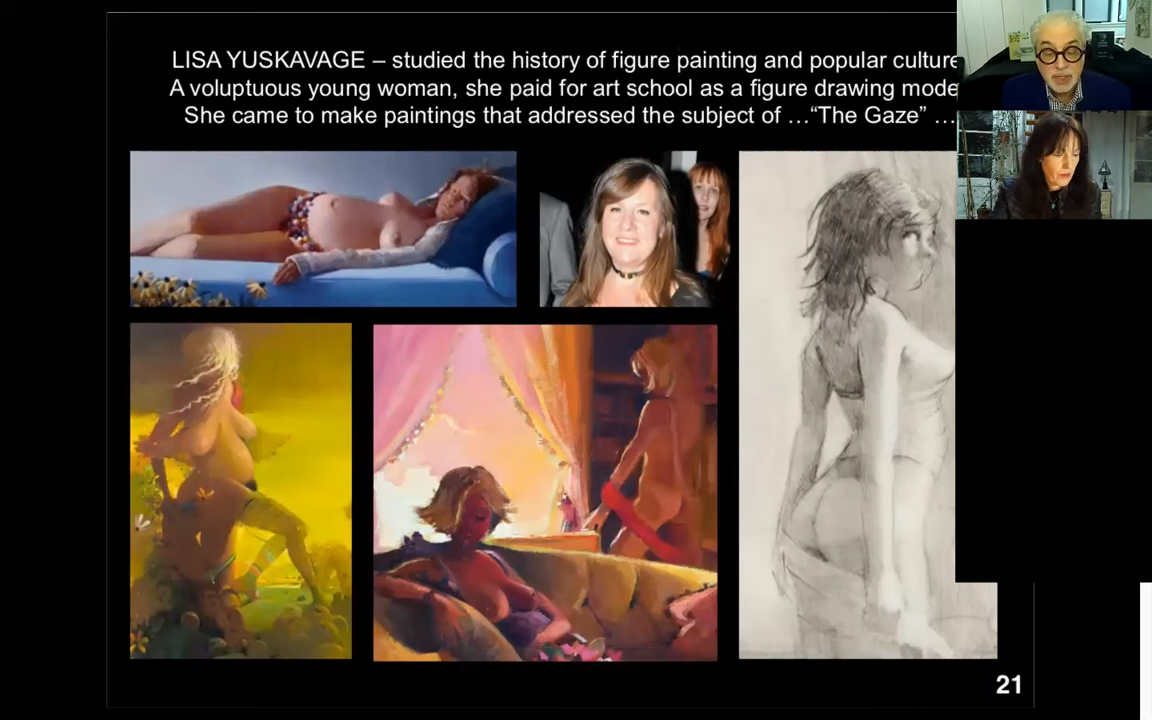 LISA YUSKAVAGE – studied the history of figure painting and popular culture
A voluptuous young woman, she paid for art school as a figure drawing mode
She came to make paintings that addressed the subject of …“The Gaze” …
21